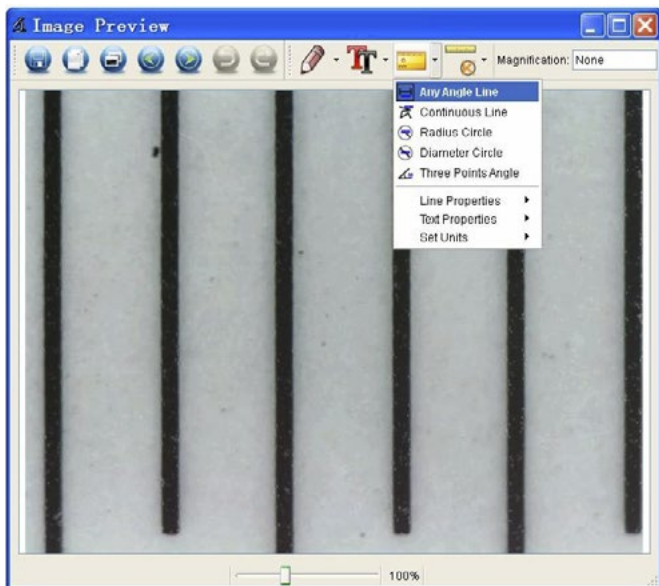 Image Preview
Magnification: None
Any Angle Line
Continuous Line
Radius Circle
Diameter Circle
Three Points Angle
Line Properties
Text Properties
Set Units
100%